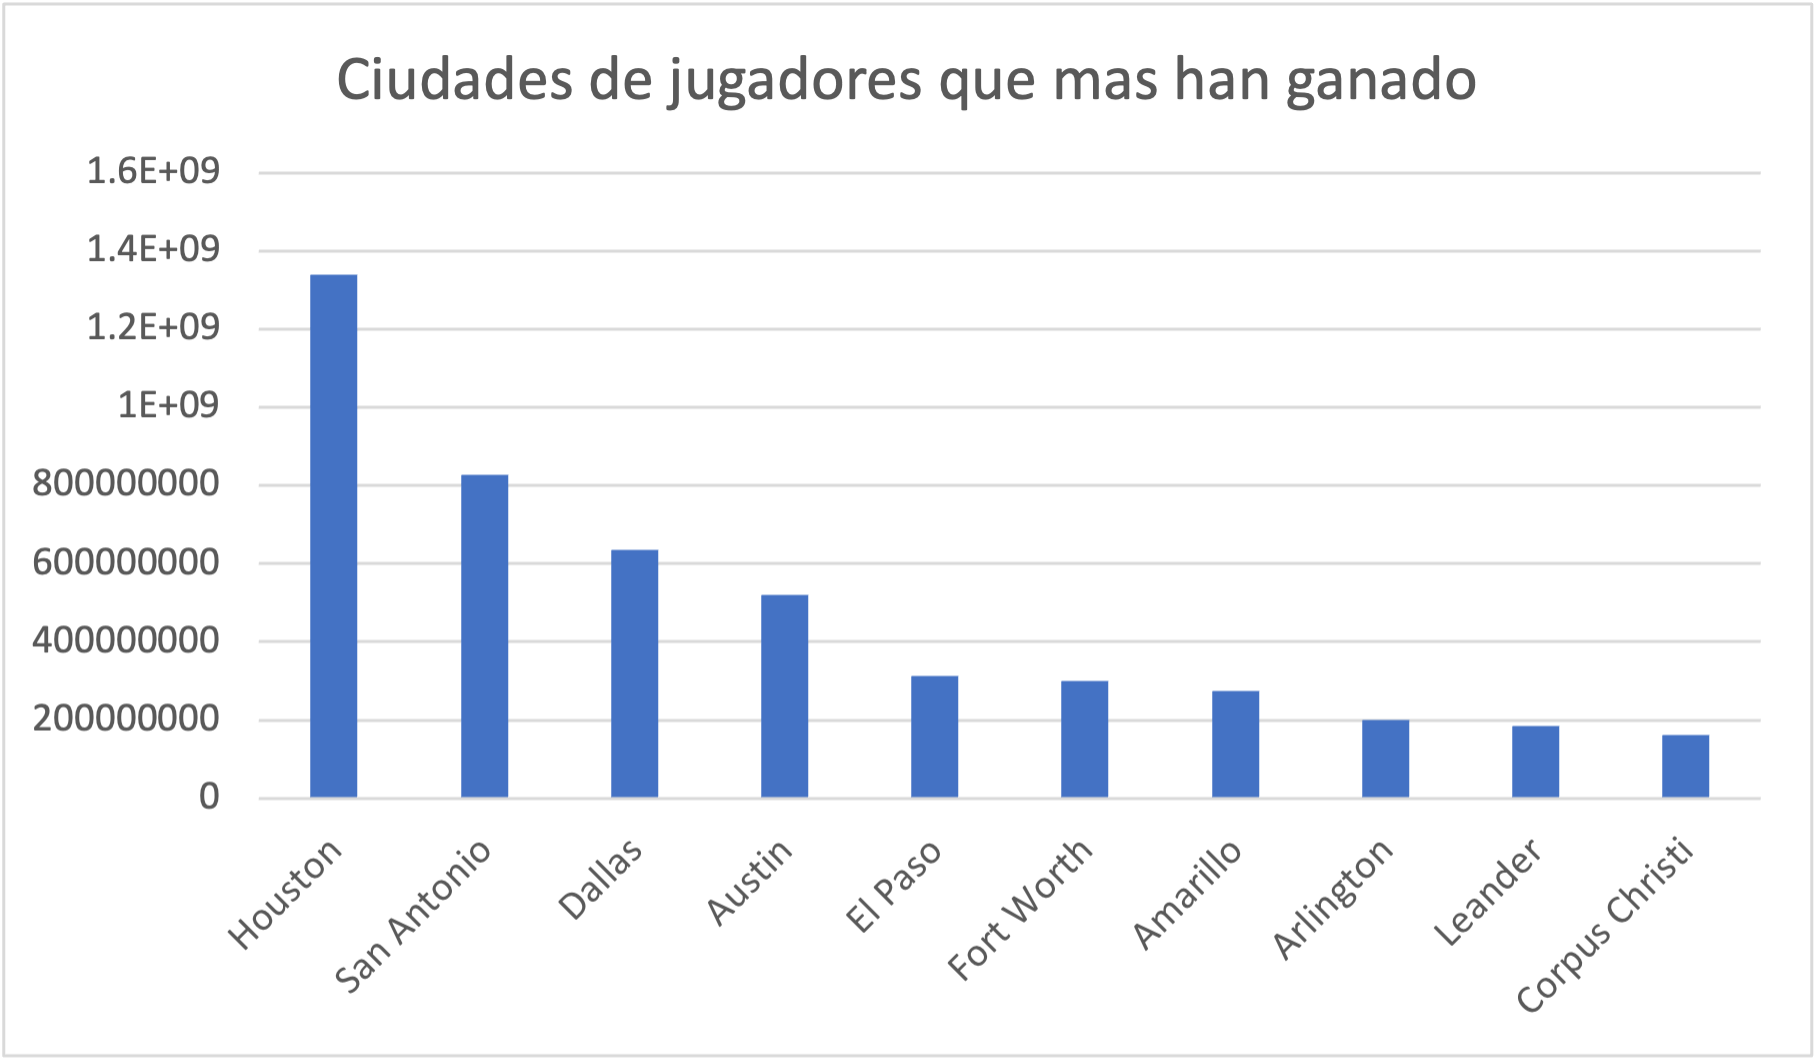 Ciudades de jugadores que mas han ganado
1.6E+09
1.4E+09
1.2E+09
1E+09
800000000
600000000
400000000
200000000
0
Houston
San Antonio
Dallas
Austin
El Paso
Fort Worth
Amarillo
Arlington
Leander
Corpus Christi